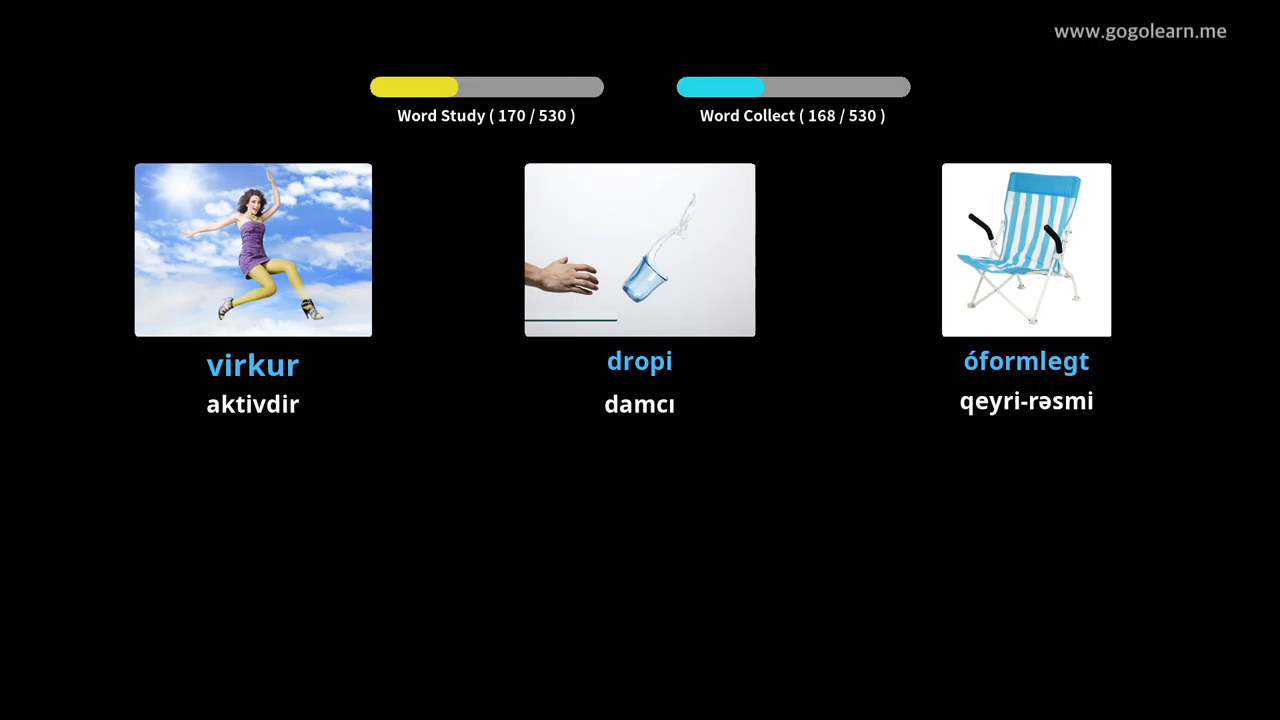 www.gogolearn.me
Word Study ( 170 / 530 )
Word Collect ( 168 / 530 )
virkur
aktivdir
dropi
damcı
óformlegt
qeyri-rəsmi